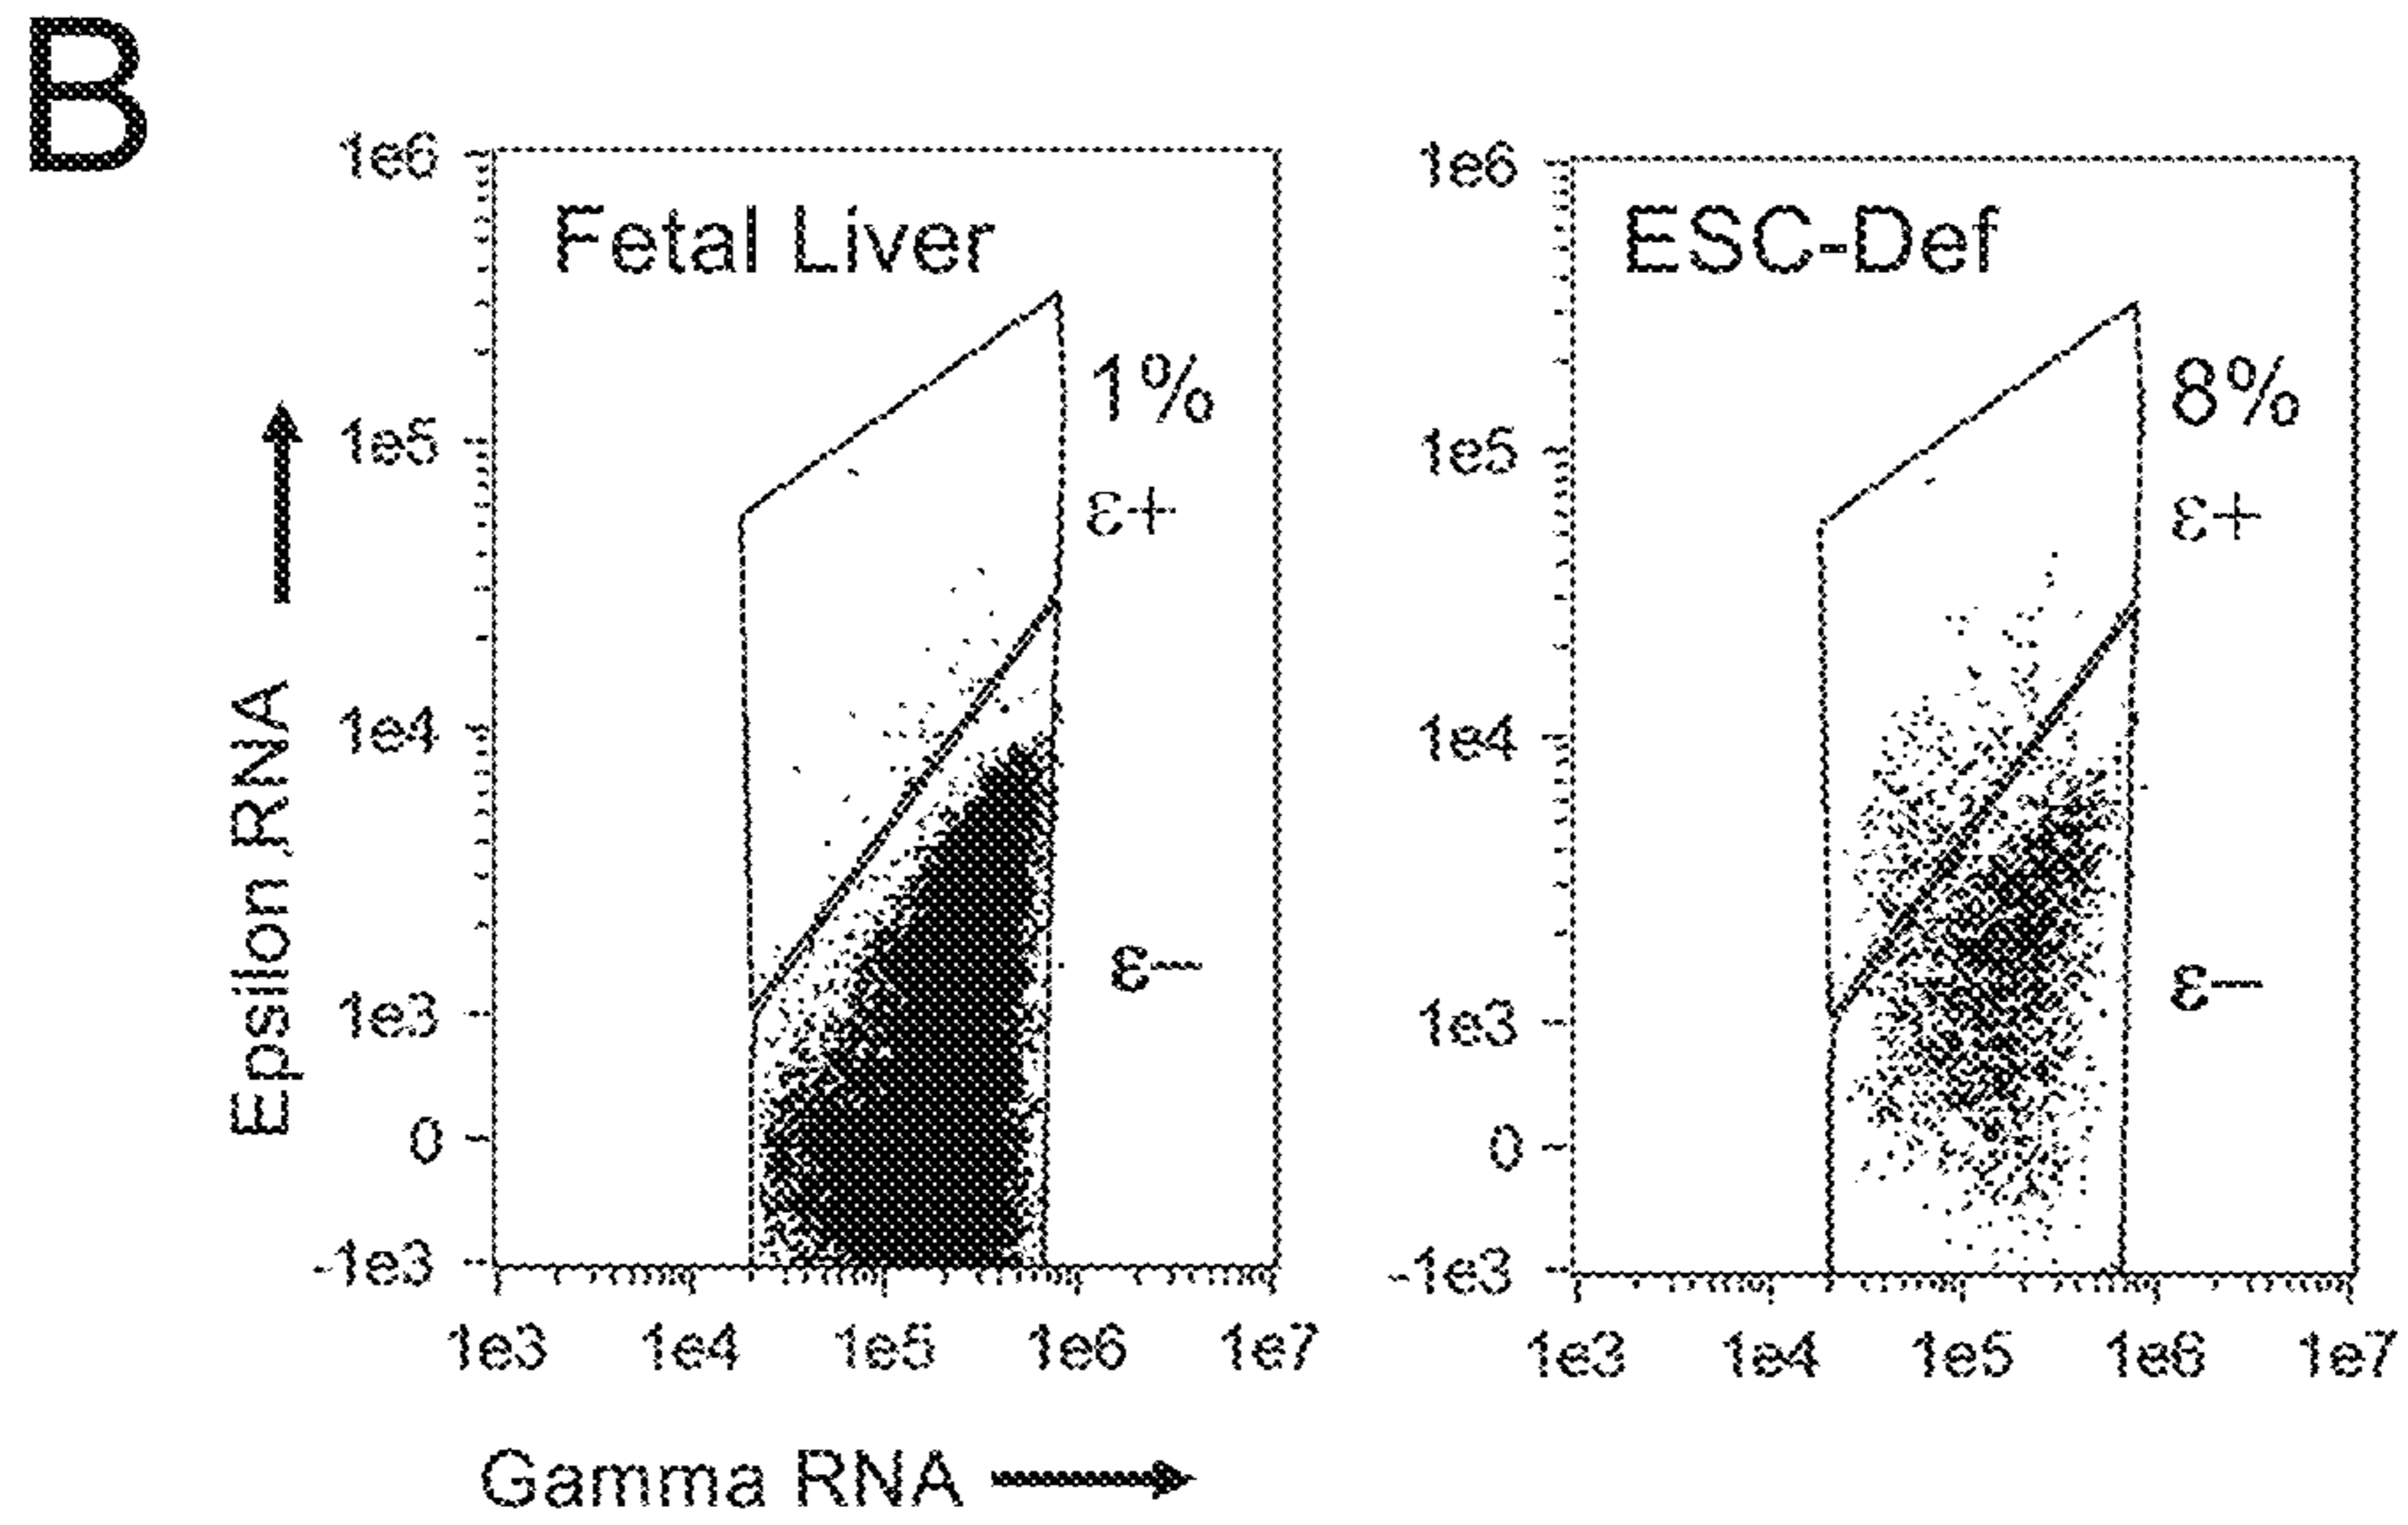 B
Fetal Liver
1e6
1e5
1e4
1e3
0
-1e3
Epsilon RNA
1%
ε+
ε−
1e3 1e4 1e5 1e6 1e7
Gamma RNA
ESC-Def
1e6
1e5
1e4
1e3
0
-1e3
8%
ε+
ε−
1e3 1e4 1e5 1e6 1e7